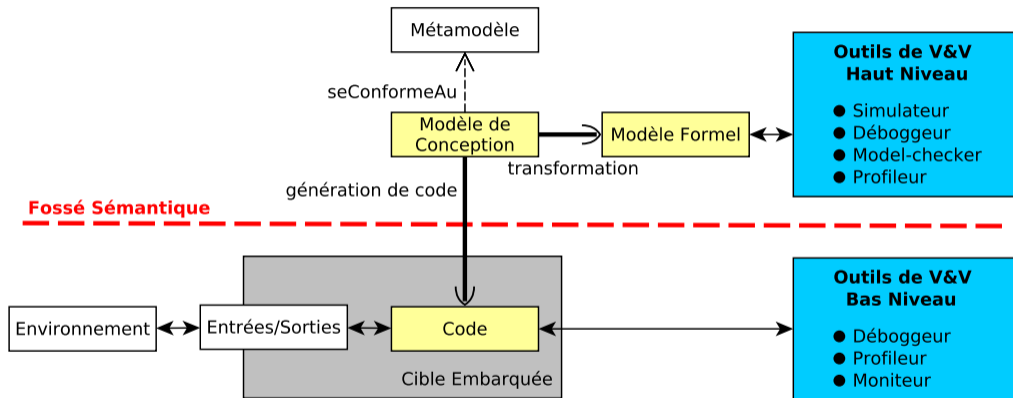 Métamodèle
seConformeAu
Modèle de
Conception
transformation
Modèle Formel
génération de code
Outils de V&V
Haut Niveau
● Simulateur
● Déboggeur
● Model-checker
● Profileur
Fossé Sémantique
Environnement
Entrées/Sorties
Code
Cible Embarquée
Outils de V&V
Bas Niveau
● Déboggeur
● Profileur
● Moniteur